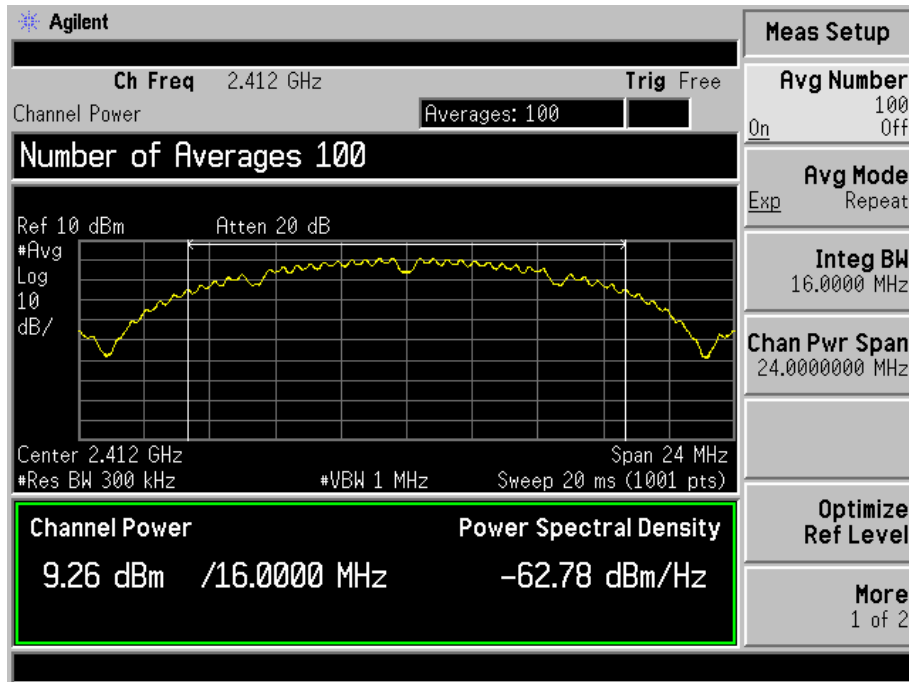 Agilent
Ch Freq 2.412 GHz Trig Free
Channel Power Averages: 100
Number of Averages 100
Ref 10 dBm Atten 20 dB
#Avg
Log
10
dB/
Center 2.412 GHz Span 24 MHz
#Res BW 300 kHz #VBW 1 MHz Sweep 20 ms (1001 pts)
Channel Power Power Spectral Density
9.26 dBm /16.0000 MHz -62.78 dBm/Hz
Meas Setup
Avg Number
100
On Off
Avg Mode
Exp Repeat
Integ BW
16.0000 MHz
Chan Pwr Span
24.0000000 MHz
Optimize
Ref Level
More
1 of 2